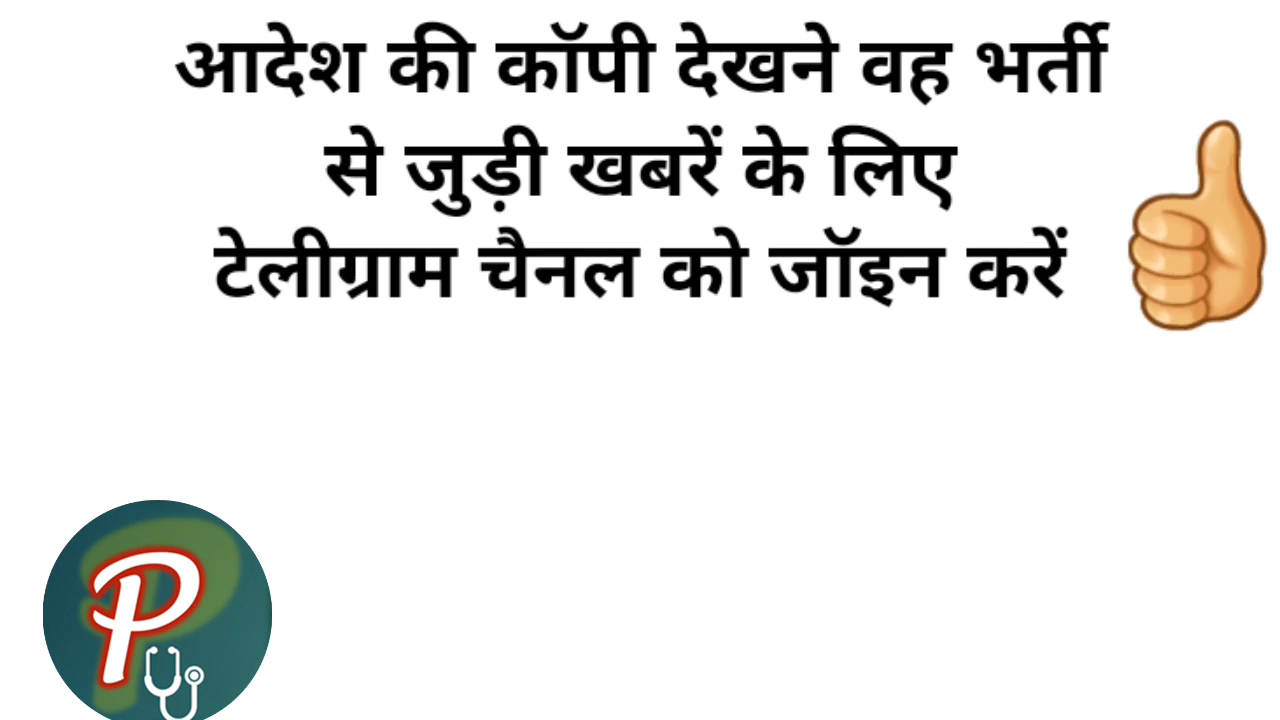 आदेश की कॉपी देखने वह भर्ती
से जुड़ी खबरें के लिए
टेलीग्राम चैनल को जॉइन करें
P